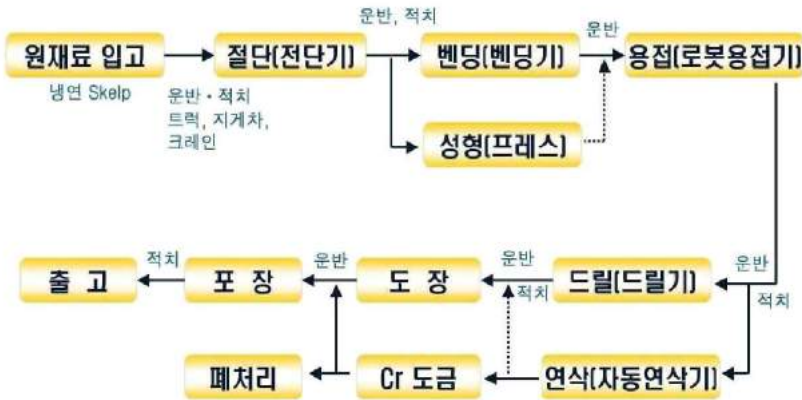 운반, 적치
운반
원재료 입고
절단(전단기)
벤딩(벤딩기)
용접(로봇용접기)
냉연 Skelp
운반・적치
트럭, 지게차,
크레인
성형(프레스)
적치
운반
운반
운반
출 고
포 장
도 장
적치
드릴(드릴기)
적치
폐처리
Cr 도금
연삭(자동연삭기)